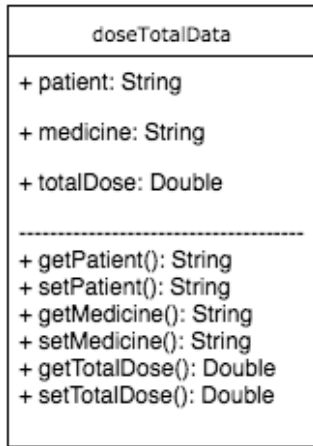 doseTotalData
+ patient: String
+ medicine: String
+ totalDose: Double
----------------------------------------
+ getPatient(): String
+ setPatient(): String
+ getMedicine(): String
+ setMedicine(): String
+ getTotalDose(): Double
+ setTotalDose(): Double